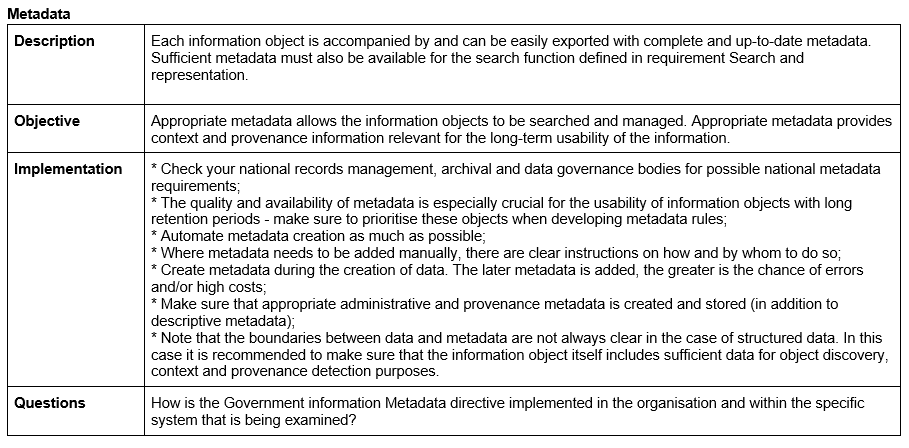 Metadata
Description
Each information object is accompanied by and can be easily exported with complete and up-to-date metadata.
Sufficient metadata must also be available for the search function defined in requirement Search and
representation.
Objective
Appropriate metadata allows the information objects to be searched and managed. Appropriate metadata provides
context and provenance information relevant for the long-term usability of the information.
Implementation
* Check your national records management, archival and data governance bodies for possible national metadata
requirements;
* The quality and availability of metadata is especially crucial for the usability of information objects with long
retention periods - make sure to prioritise these objects when developing metadata rules;
* Automate metadata creation as much as possible;
* Where metadata needs to be added manually, there are clear instructions on how and by whom to do so;
* Create metadata during the creation of data. The later metadata is added, the greater is the chance of errors
and/or high costs;
* Make sure that appropriate administrative and provenance metadata is created and stored (in addition to
descriptive metadata);
* Note that the boundaries between data and metadata are not always clear in the case of structured data. In this
case it is recommended to make sure that the information object itself includes sufficient data for object discovery,
context and provenance detection purposes.
Questions
How is the Government information Metadata directive implemented in the organisation and within the specific
system that is being examined?